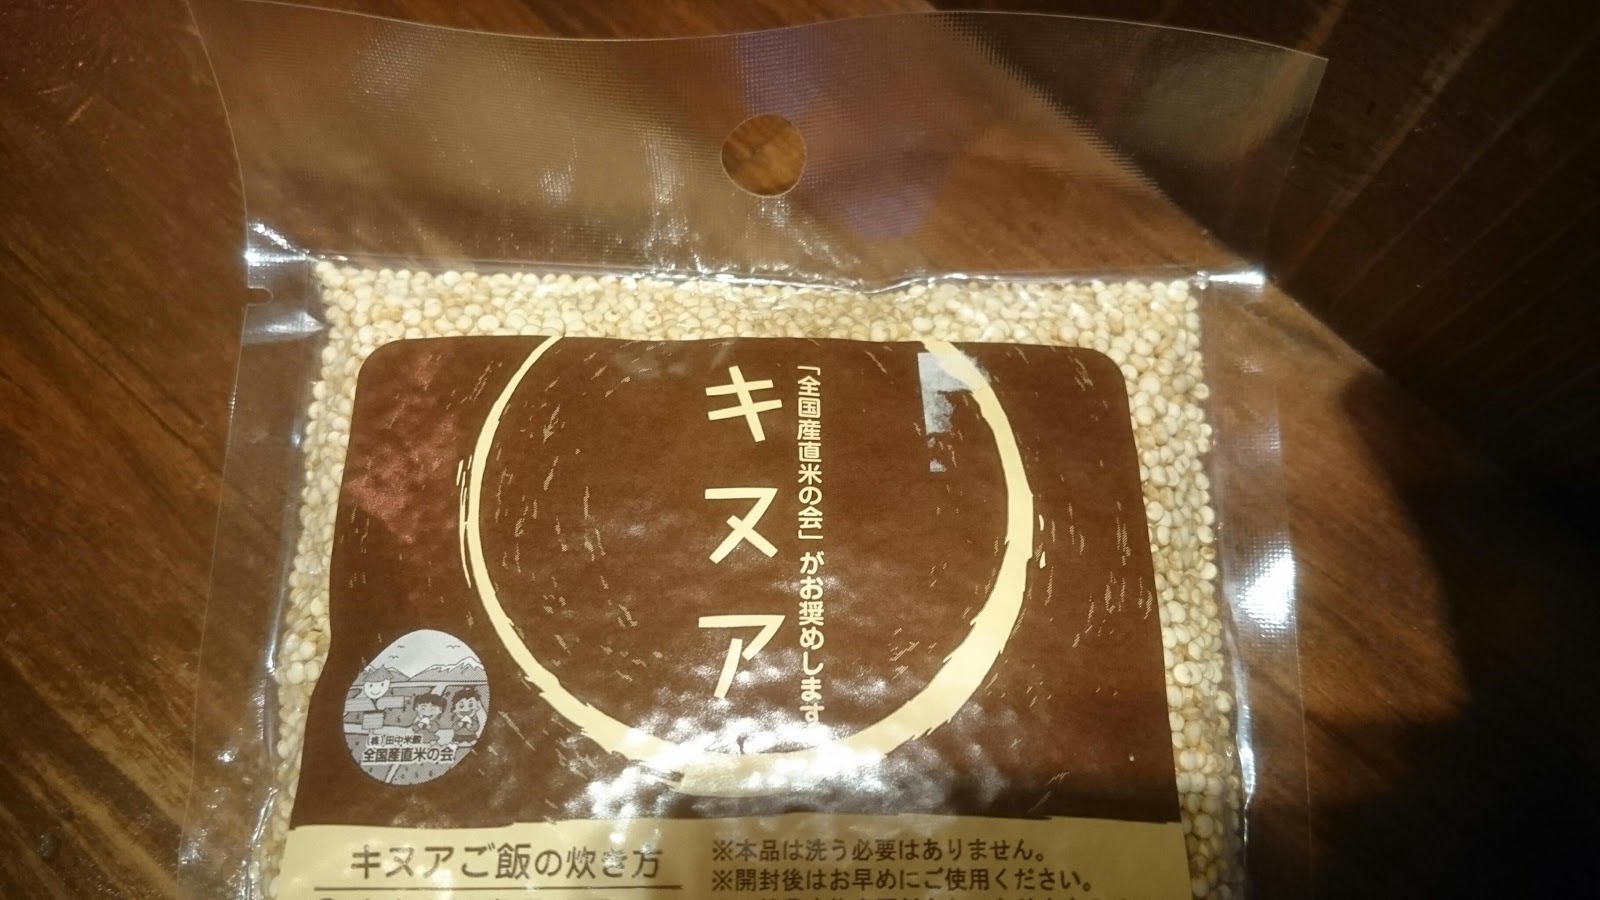 「全国産直米の会」がお奨めします
キヌア
(株)田中米穀
全国産直米の会
キヌアご飯の炊き方
※本品は洗う必要はありません。
※開封後はお早めにご使用ください。